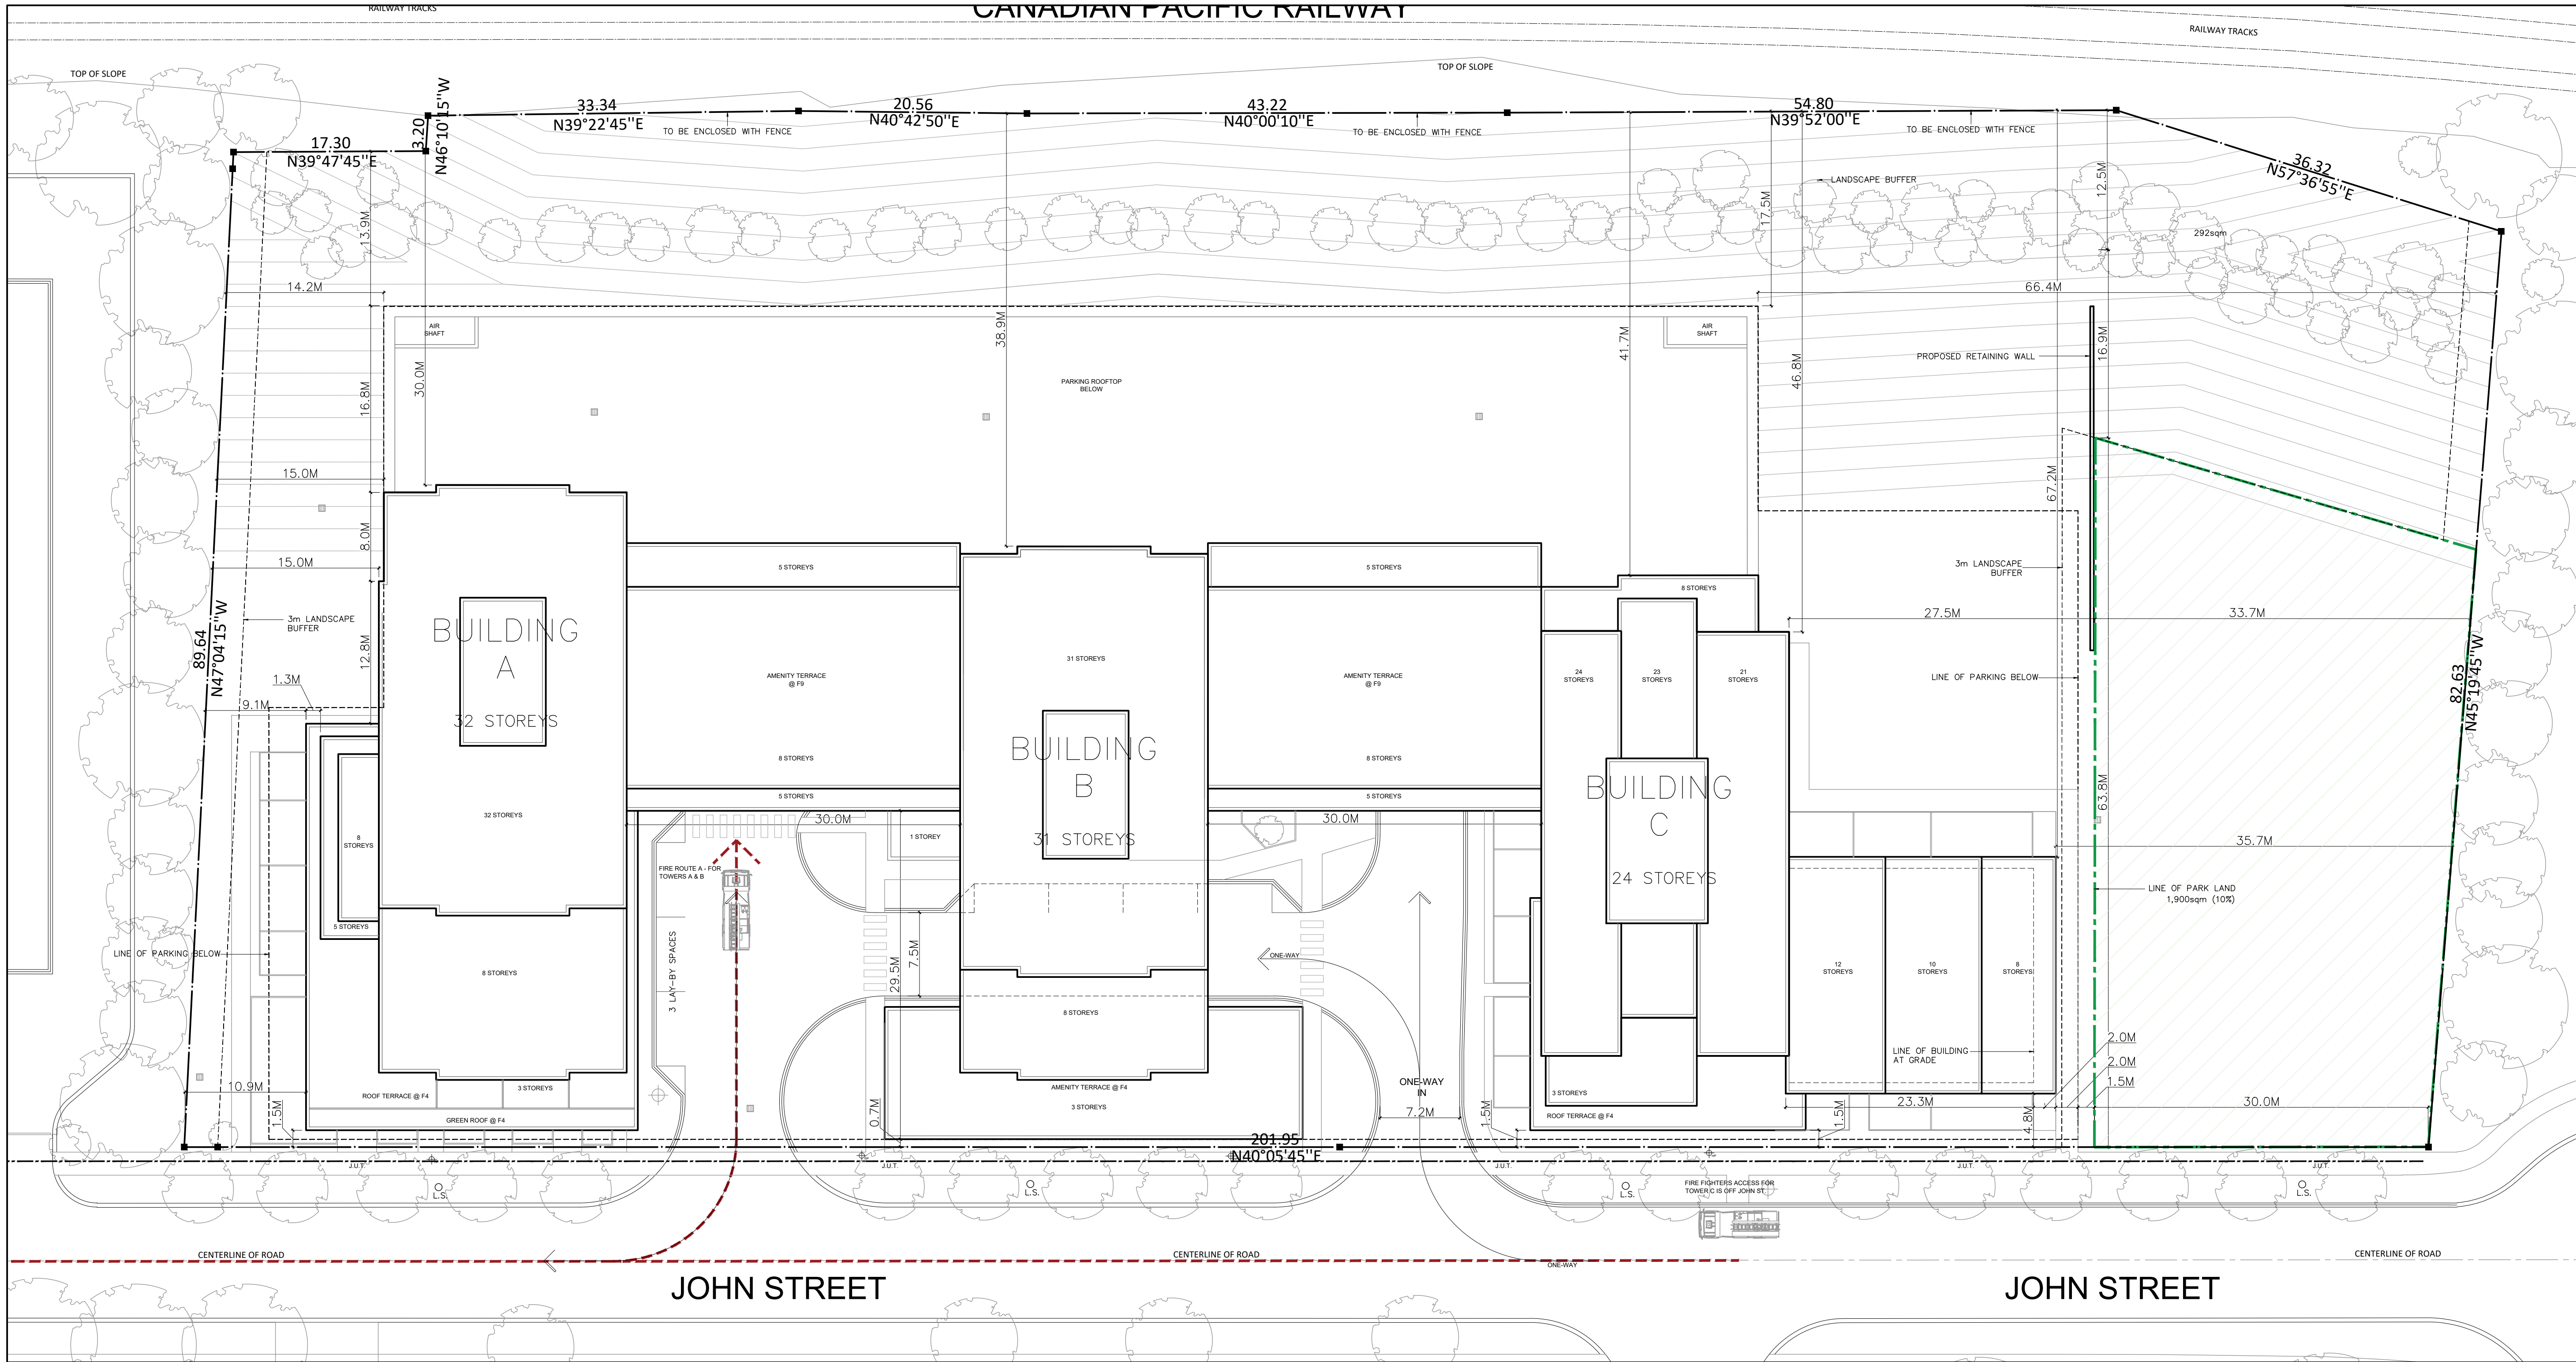 RAILWAY TRACKS
CANADIAN PACIFIC RAILWAY
RAILWAY TRACKS
TOP OF SLOPE
TOP OF SLOPE
17.30
N39°47'45"E
3.20
N46°10'15"W
33.34
N39°22'45"E
TO BE ENCLOSED WITH FENCE
20.56
N40°42'50"E
43.22
N40°00'10"E
TO BE ENCLOSED WITH FENCE
54.80
N39°52'00"E
TO BE ENCLOSED WITH FENCE
36.32
N57°36'55"E
LANDSCAPE BUFFER
292sqm
13.9M
17.5M
12.5M
14.2M
66.4M
AIR
SHAFT
AIR
SHAFT
38.9M
41.7M
46.8M
30.0M
16.8M
16.9M
PROPOSED RETAINING WALL
PARKING ROOFTOP
BELOW
15.0M
67.2M
8.0M
15.0M
3m LANDSCAPE
BUFFER
5 STOREYS
5 STOREYS
8 STOREYS
3m LANDSCAPE
BUFFER
27.5M
33.7M
89.64
N47°04'15"W
12.8M
BUILDING
A
32 STOREYS
31 STOREYS
AMENITY TERRACE
@ F9
AMENITY TERRACE
@ F9
24
STOREYS
23
STOREYS
21
STOREYS
LINE OF PARKING BELOW
82.63
N45°19'45"W
1.3M
9.1M
8 STOREYS
8 STOREYS
BUILDING
B
31 STOREYS
BUILDING
C
24 STOREYS
5 STOREYS
5 STOREYS
63.8M
32 STOREYS
30.0M
30.0M
1 STOREY
8
STOREYS
35.7M
FIRE ROUTE A - FOR
TOWERS A & B
LINE OF PARK LAND
1,900sqm (10%)
5 STOREYS
LINE OF PARKING BELOW
3 LAY-BY SPACES
7.5M
29.5M
ONE-WAY
8 STOREYS
12
STOREYS
10
STOREYS
8
STOREYS
8 STOREYS
LINE OF BUILDING
AT GRADE
2.0M
2.0M
1.5M
10.9M
3 STOREYS
ROOF TERRACE @ F4
GREEN ROOF @ F4
1.5M
AMENITY TERRACE @ F4
3 STOREYS
0.7M
ONE-WAY
IN
7.2M
1.5M
3 STOREYS
ROOF TERRACE @ F4
23.3M
1.5M
4.8M
30.0M
201.95
N40°05'45"E
J.U.T.
J.U.T.
J.U.T.
J.U.T.
J.U.T.
L.S.
L.S.
L.S.
L.S.
FIRE FIGHTERS ACCESS FOR
TOWER C IS OFF JOHN ST.
CENTERLINE OF ROAD
CENTERLINE OF ROAD
CENTERLINE OF ROAD
ONE-WAY
JOHN STREET
JOHN STREET